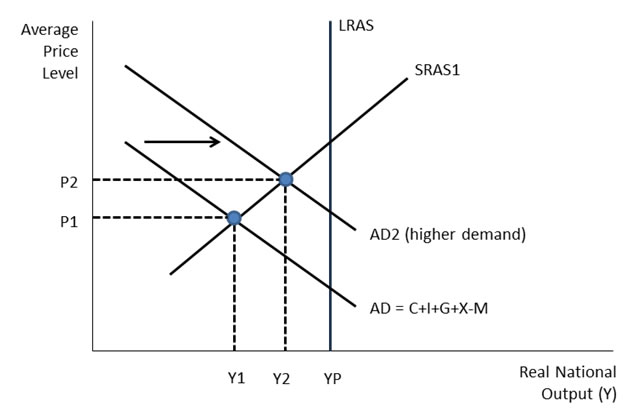 Average
Price
Level
LRAS
SRAS1
P2
P1
AD2 (higher demand)
AD = C+I+G+X-M
Y1
Y2
YP
Real National
Output (Y)